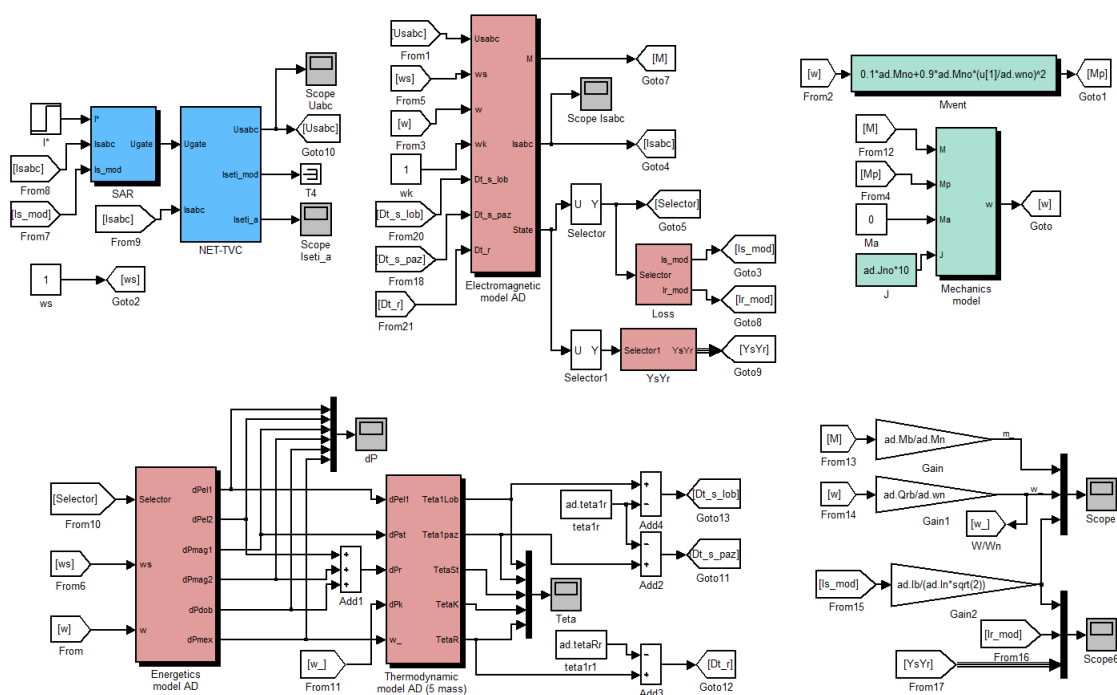 I*
[Isabc]
From8
[Is_mod]
From7
I*
Isabc
Is_mod
Ugate
SAR
[Isabc]
From9
Ugate
Isabc
Usabc
Iseti_mod
Iseti_a
NET-TVC
Scope
Uabc
[Usabc]
Goto10
T4
Scope
Iseti_a
1
ws
[ws]
Goto2
[Usabc]
From1
[ws]
From5
[w]
From3
1
wk
[Dt_s_lob]
From20
[Dt_s_paz]
From18
[Dt_r]
From21
Usabc
ws
w
wk
Dt_s_lob
Dt_s_paz
Dt_r
M
Isabc
State
Electromagnetic
model AD
[M]
Goto7
Scope Isabc
[Isabc]
Goto4
U Y
Selector
[Selector]
Goto5
Selector
Is_mod
Ir_mod
Loss
[Is_mod]
Goto3
[Ir_mod]
Goto8
U Y
Selector1
Selector1
YsYr
YsYr
[YsYr]
Goto9
[w]
From2
0.1*ad.Mno+0.9*ad.Mno*(u[1]/ad.wno)^2
Mvent
[Mp]
Goto1
[M]
From12
[Mp]
From4
0
Ma
ad.Jno*10
J
M
Mp
Ma
J
w
Mechanics
model
[w]
Goto
[Selector]
From10
[ws]
From6
[w]
From
Selector
ws
w
dPel1
dPel2
dPmag1
dPmag2
dPdob
dPmex
Energetics
model AD
dP
Add1
[w_]
From11
dPel1
dPst
dPr
dPk
w_
Teta1Lob
Teta1paz
TetaSt
TetaK
TetaR
Thermodynamic
model AD (5 mass)
Teta
ad.teta1r
teta1r
Add4
[Dt_s_lob]
Goto13
Add2
[Dt_s_paz]
Goto11
ad.tetaRr
teta1r1
Add3
[Dt_r]
Goto12
[M]
From13
ad.Mb/ad.Mn
Gain
m_
[w]
From14
ad.Qrb/ad.wn
Gain1
w_
[w_]
W/Wn
Scope
[Is_mod]
From15
ad.Ib/(ad.In*sqrt(2))
Gain2
[Ir_mod]
From16
[YsYr]
From17
Scope6